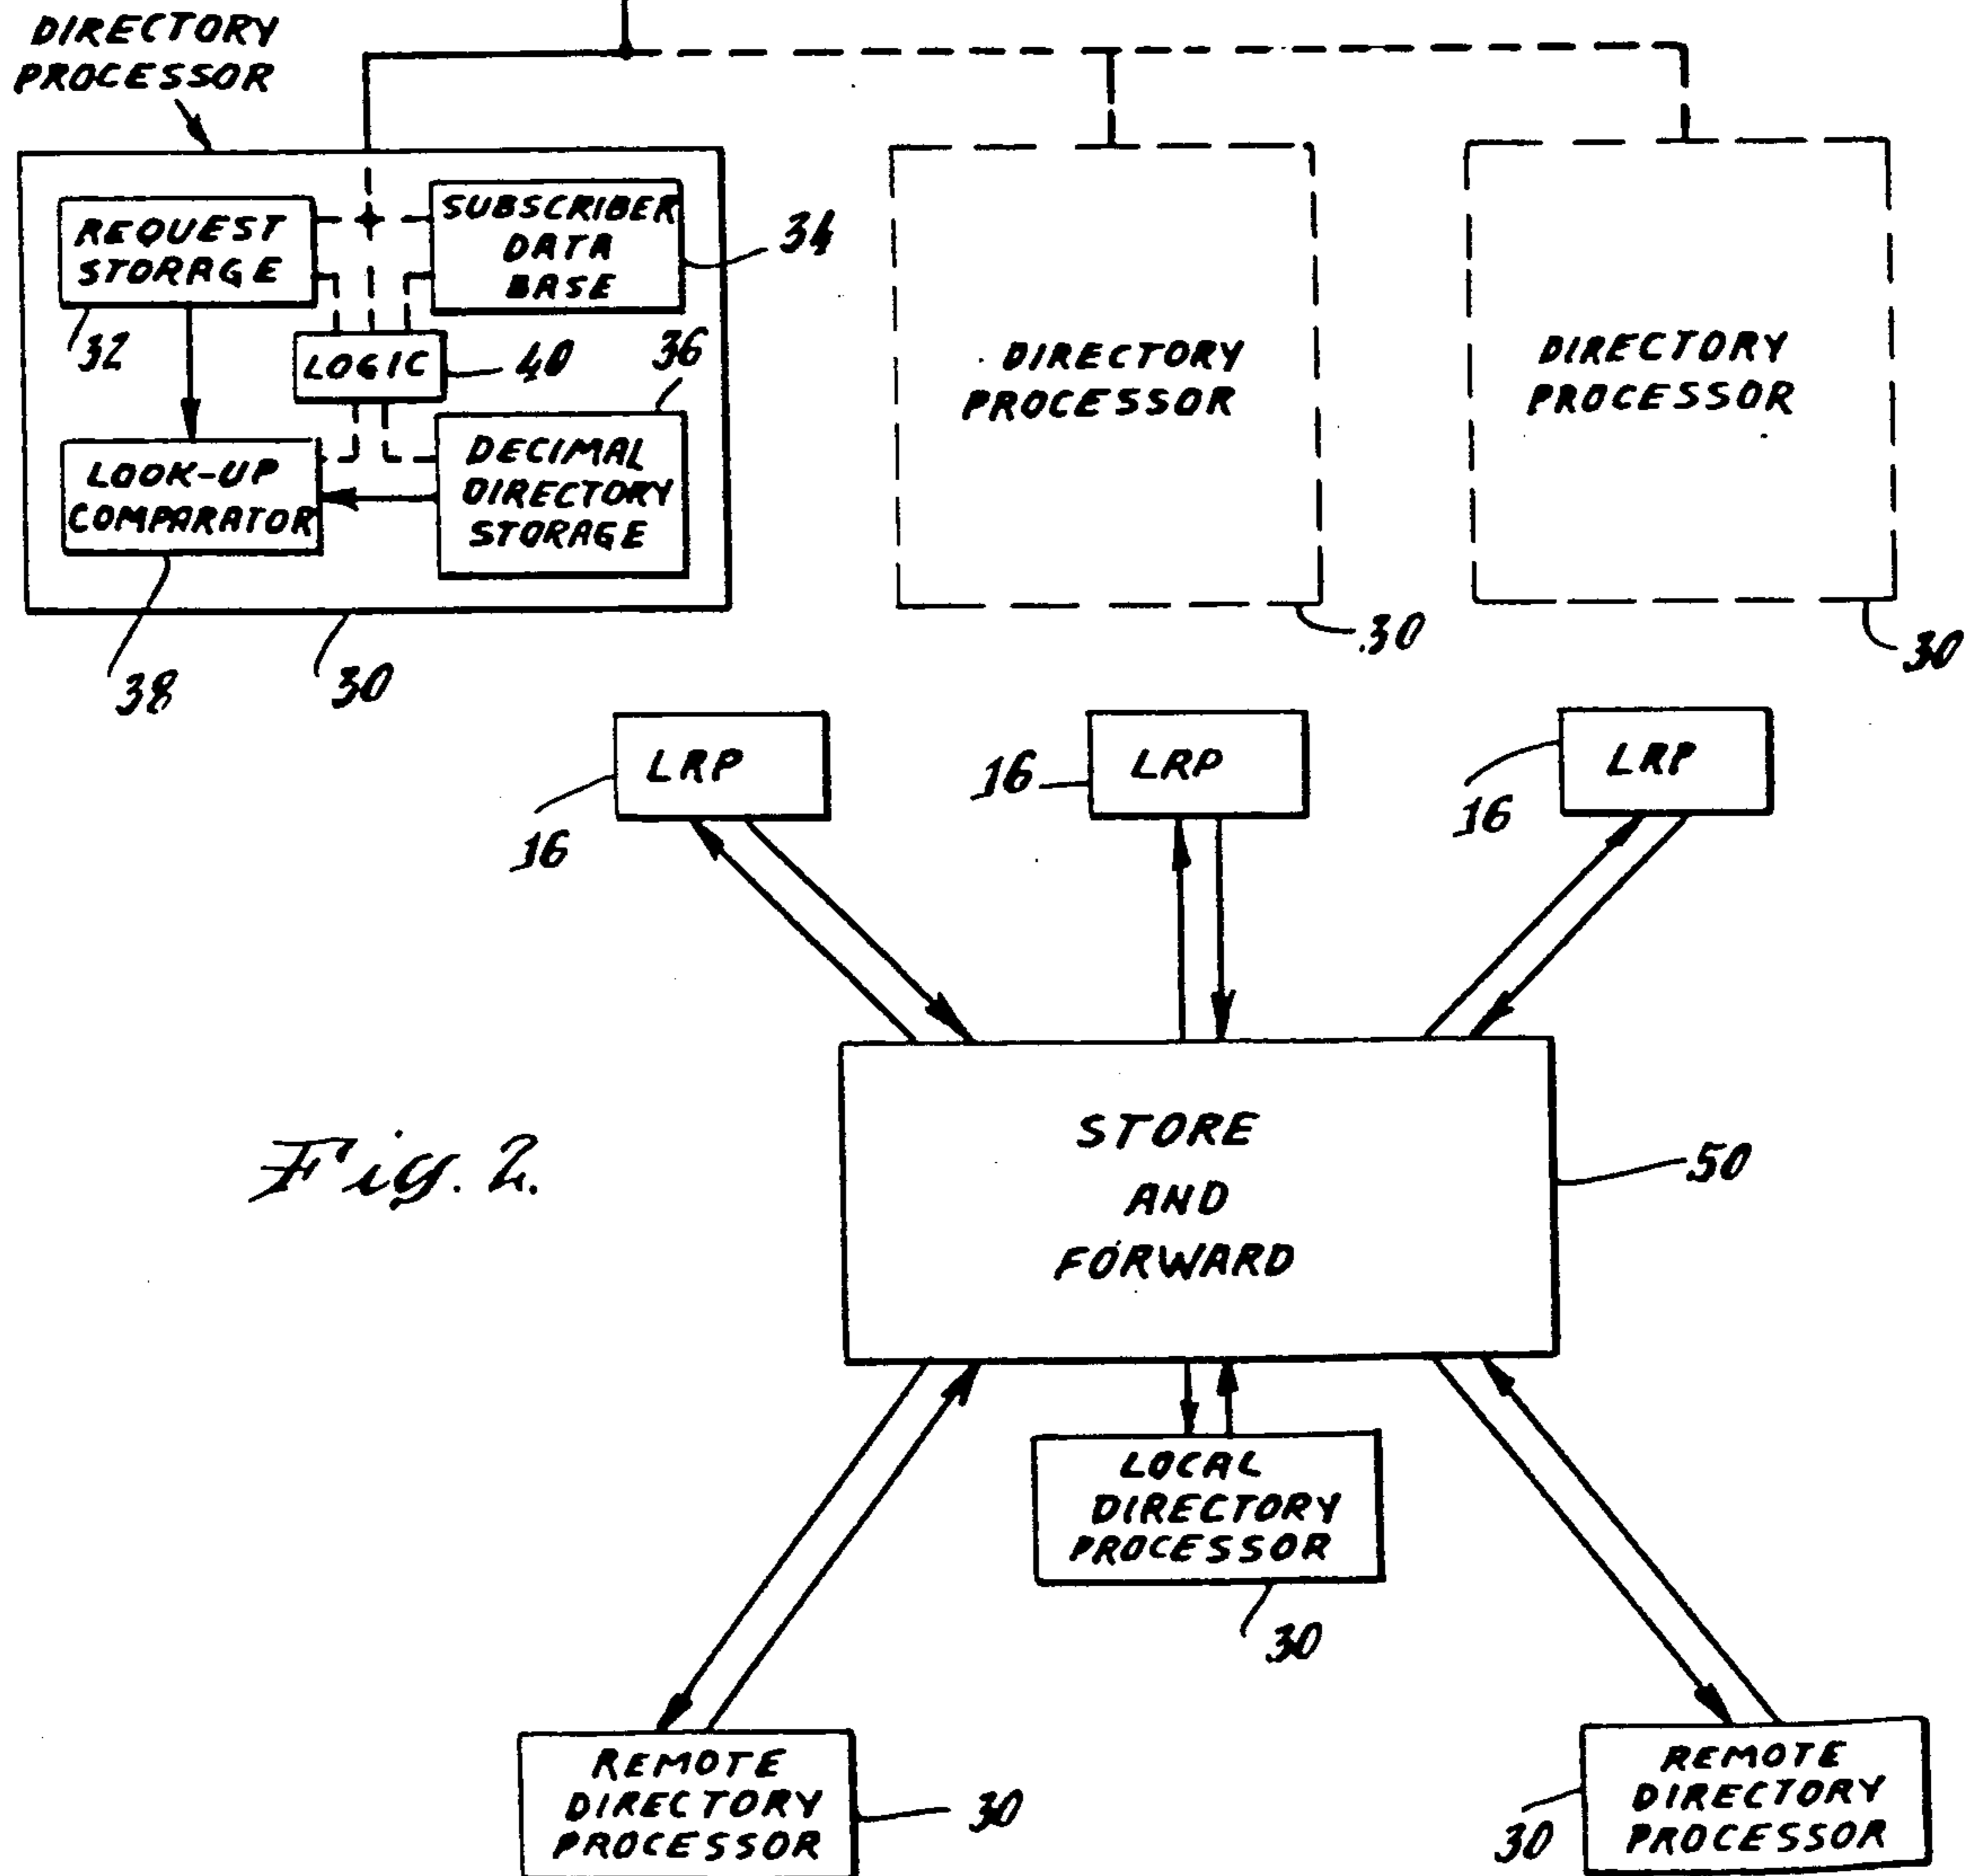 DIRECTORY
PROCESSOR
REQUEST
STORAGE
32
SUBSCRIBER
DATA
BASE
34
LOGIC
40
36
LOOK-UP
COMPARATOR
38
DECIMAL
DIRECTORY
STORAGE
30
DIRECTORY
PROCESSOR
30
DIRECTORY
PROCESSOR
30
LRP
16
LRP
16
LRP
16
STORE
AND
FORWARD
50
Fig. 2.
LOCAL
DIRECTORY
PROCESSOR
30
REMOTE
DIRECTORY
PROCESSOR
30
REMOTE
DIRECTORY
PROCESSOR
30